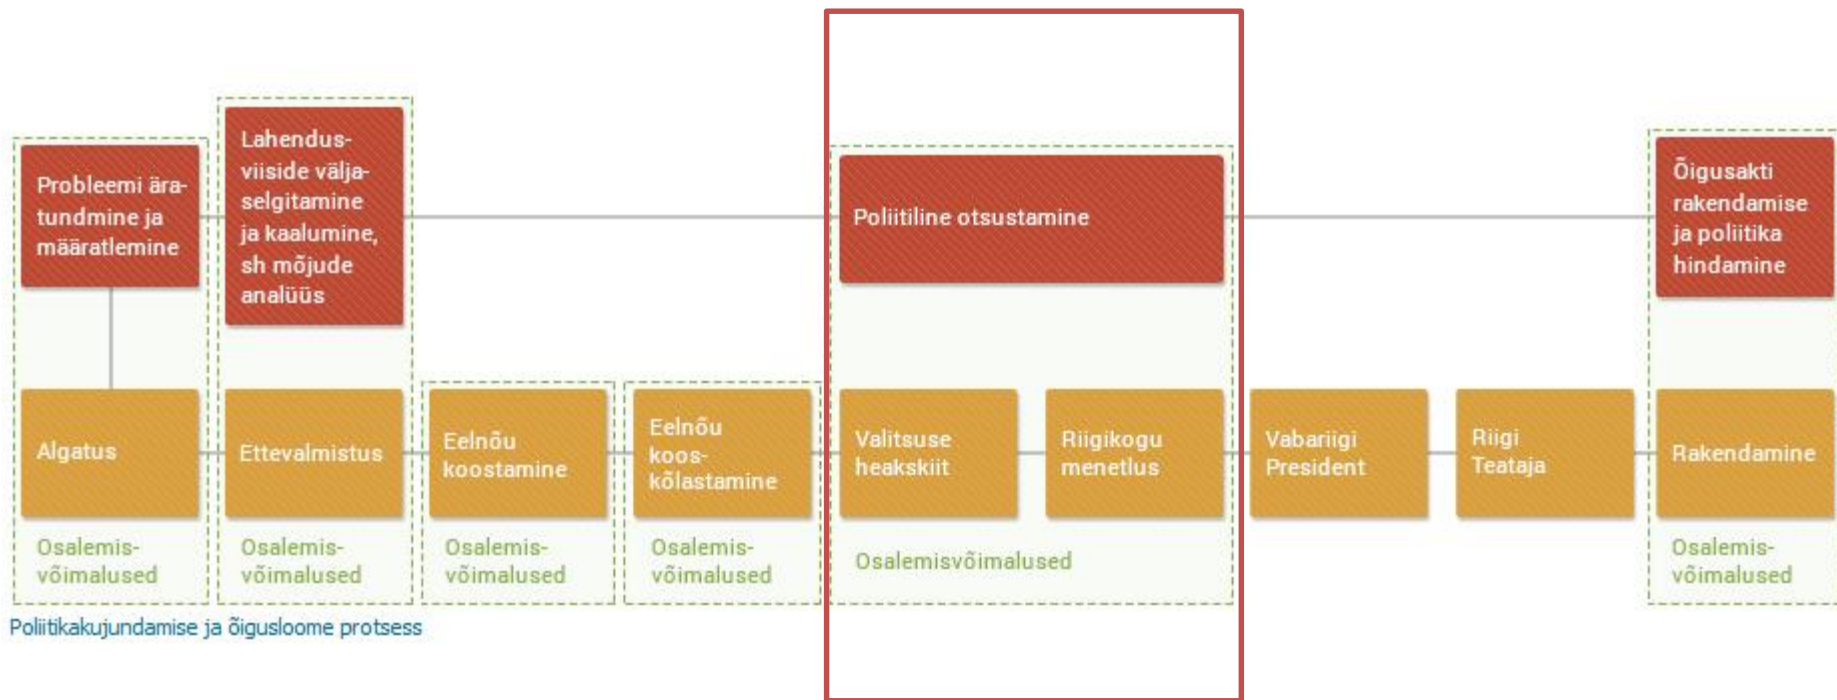 Probleemi ära-
tundmine ja
määratlemine
Lahendus-
viiside välja-
selgitamine
ja kaalumine,
sh mõjude
analüüs
Poliitiline otsustamine
Õigusakti
rakendamise
ja poliitika
hindamine
Algatus
Ettevalmistus
Eelnõu
koostamine
Eelnõu
koos-
kõlastamine
Valitsuse
heakskiit
Riigikogu
menetlus
Vabariigi
President
Riigi
Teataja
Rakendamine
Osalemis-
võimalused
Osalemis-
võimalused
Osalemis-
võimalused
Osalemis-
võimalused
Osalemisvõimalused
Osalemis-
võimalused
Poliitikakujundamise ja õigusloome protsess